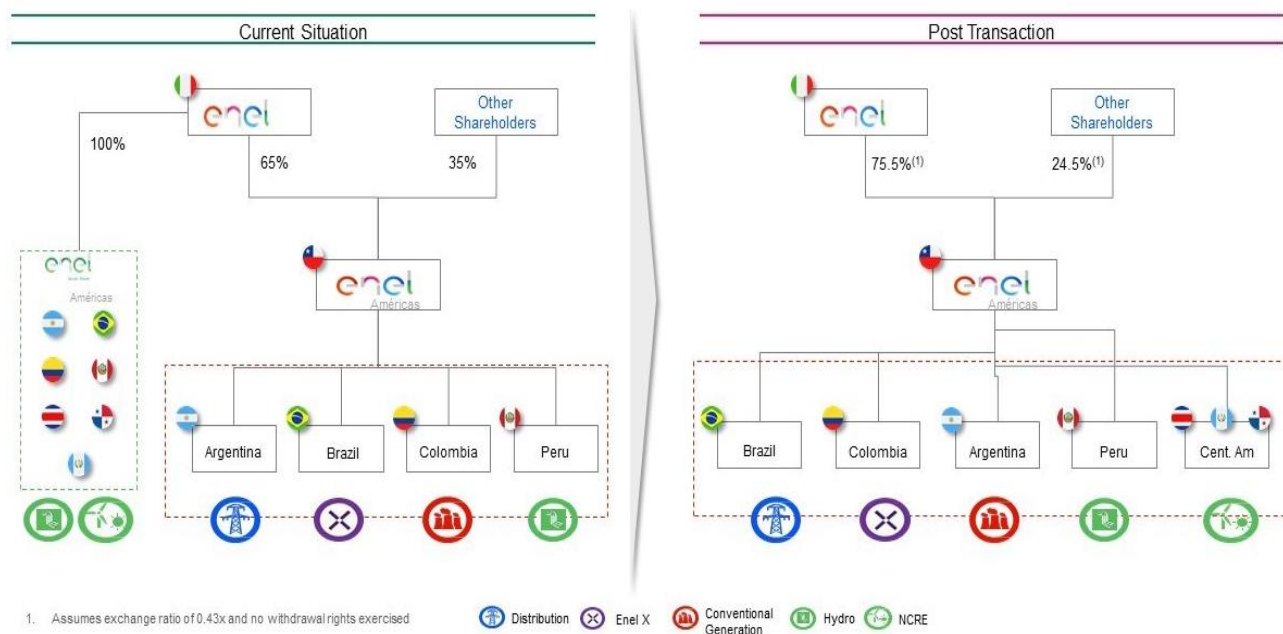 Current Situation
Post Transaction
enel
Other
Shareholders
enel
Other
Shareholders
100%
65%
35%
75.5%(1)
24.5%(1)
enel
Américas
enel
Américas
enel
Américas
Argentina
Brazil
Colombia
Peru
Brazil
Colombia
Argentina
Peru
Cent. Am
1. Assumes exchange ratio of 0.43x and no withdrawal rights exercised
Distribution
Enel X
Conventional
Generation
Hydro
NCRE